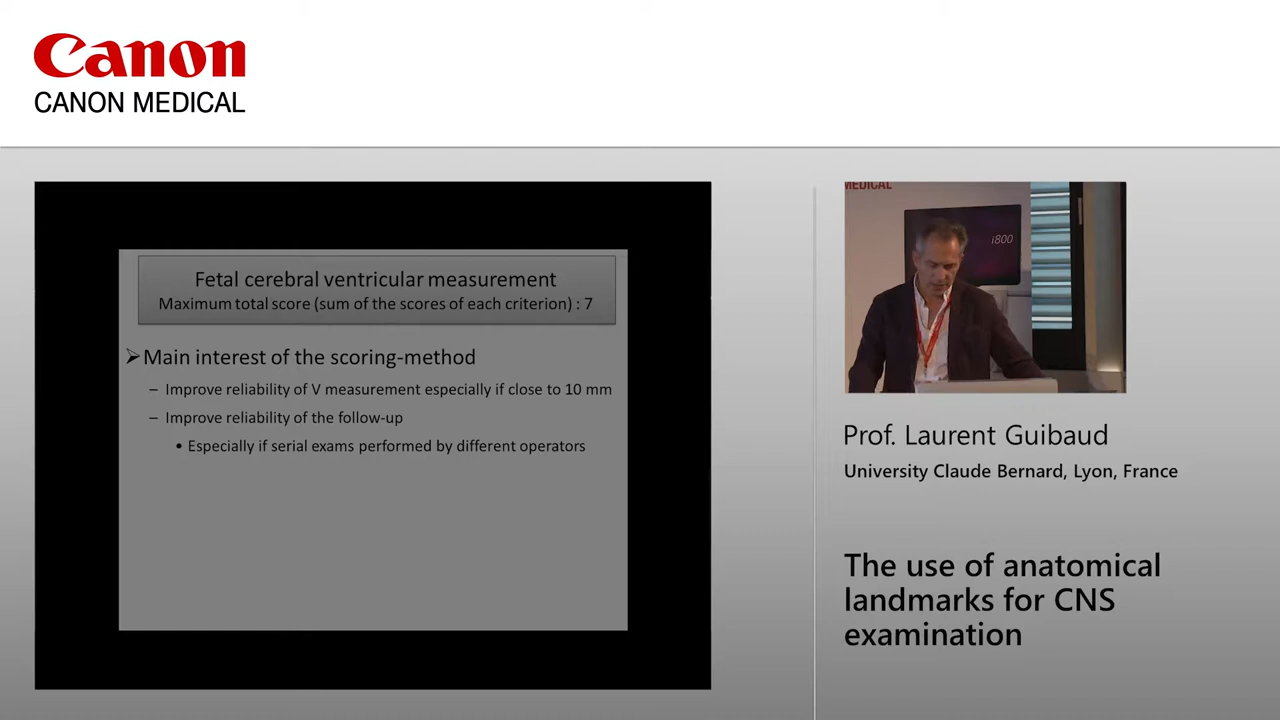 Canon
CANON MEDICAL
Fetal cerebral ventricular measurement
Maximum total score (sum of the scores of each criterion) : 7
➢Main interest of the scoring-method
– Improve reliability of V measurement especially if close to 10 mm
– Improve reliability of the follow-up
• Especially if serial exams performed by different operators
MEDICAL
i800
Prof. Laurent Guibaud
University Claude Bernard, Lyon, France
The use of anatomical
landmarks for CNS
examination